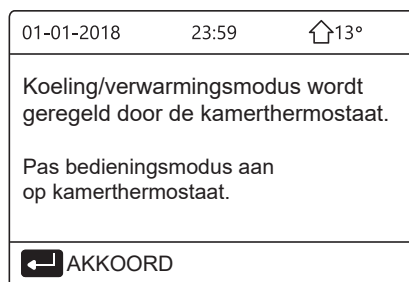 01-01-2018 23:59 13°
Koeling/verwarmingsmodus wordt
geregeld door de kamerthermostaat.
Pas bedieningsmodus aan
op kamerthermostaat.
AKKOORD